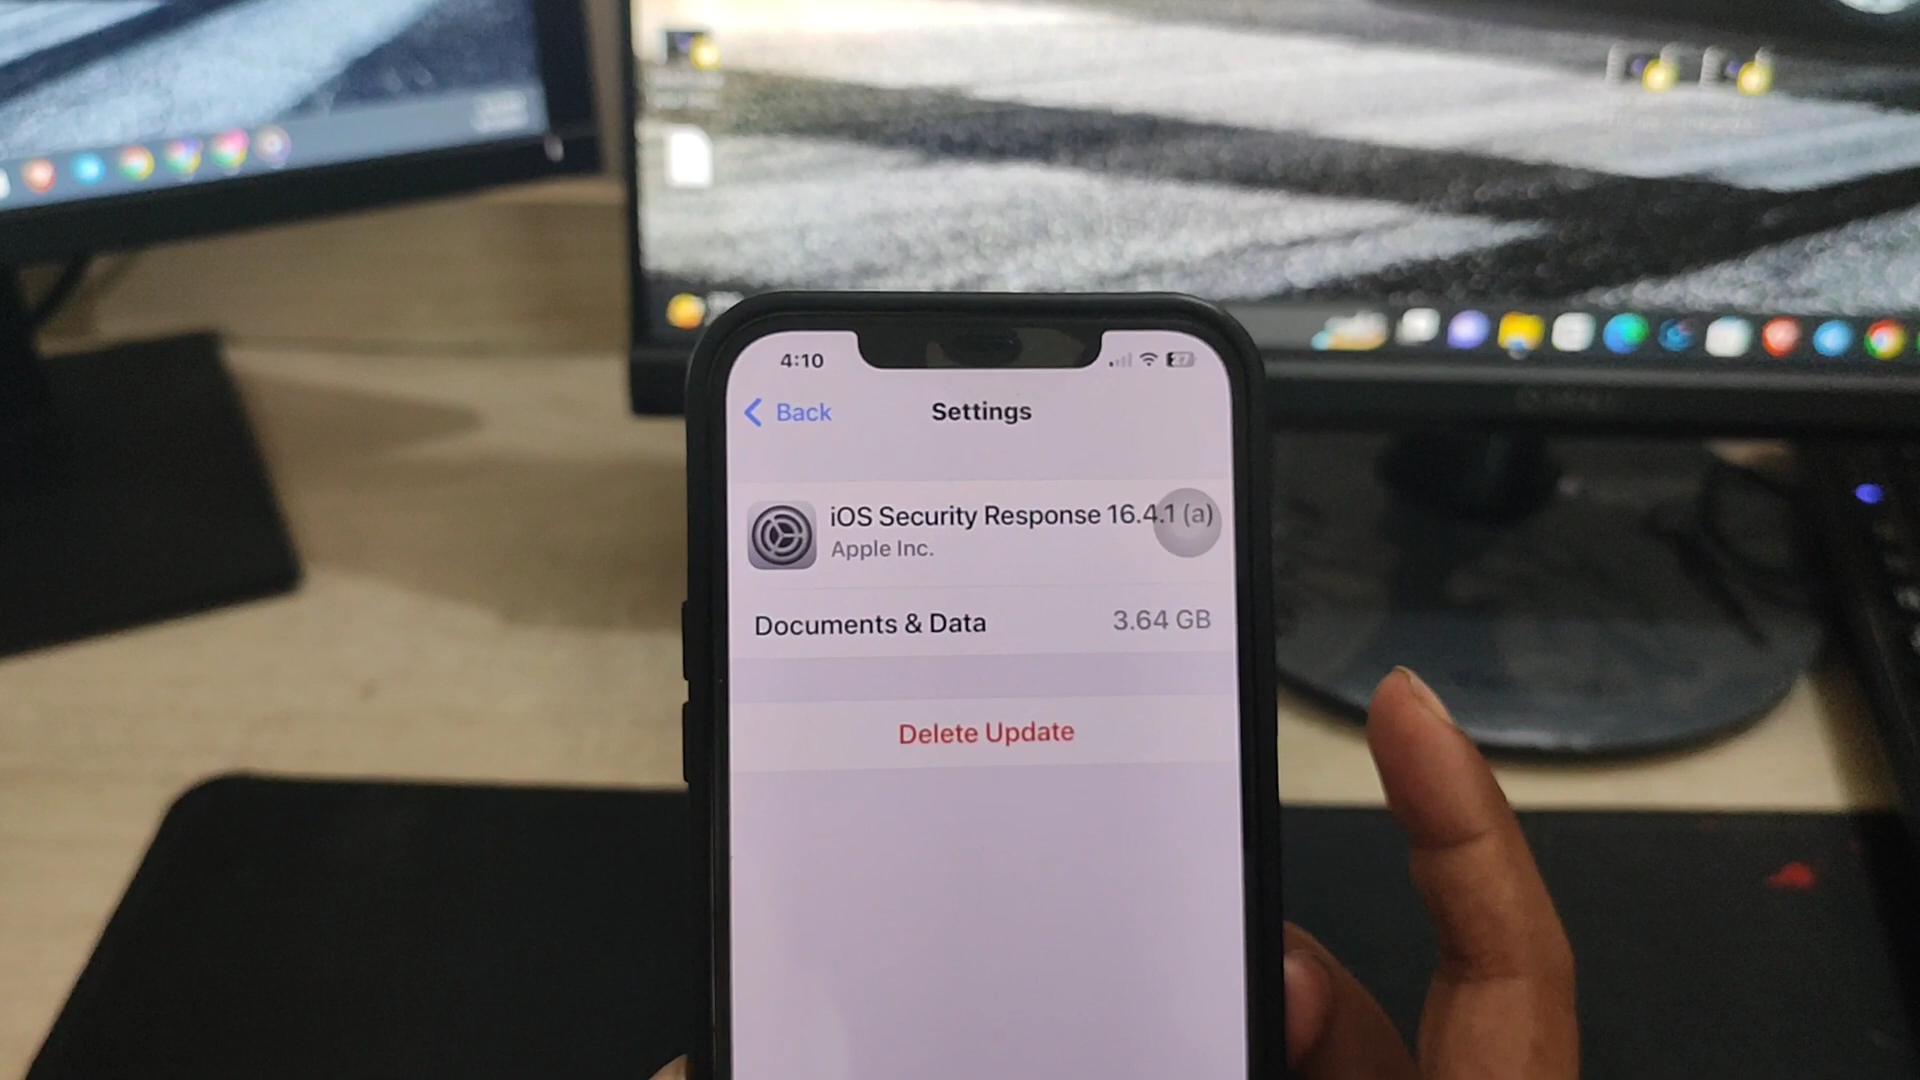 4:10
Back
Settings
iOS Security Response 16.4.1 (a)
Apple Inc.
Documents & Data
3.64 GB
Delete Update